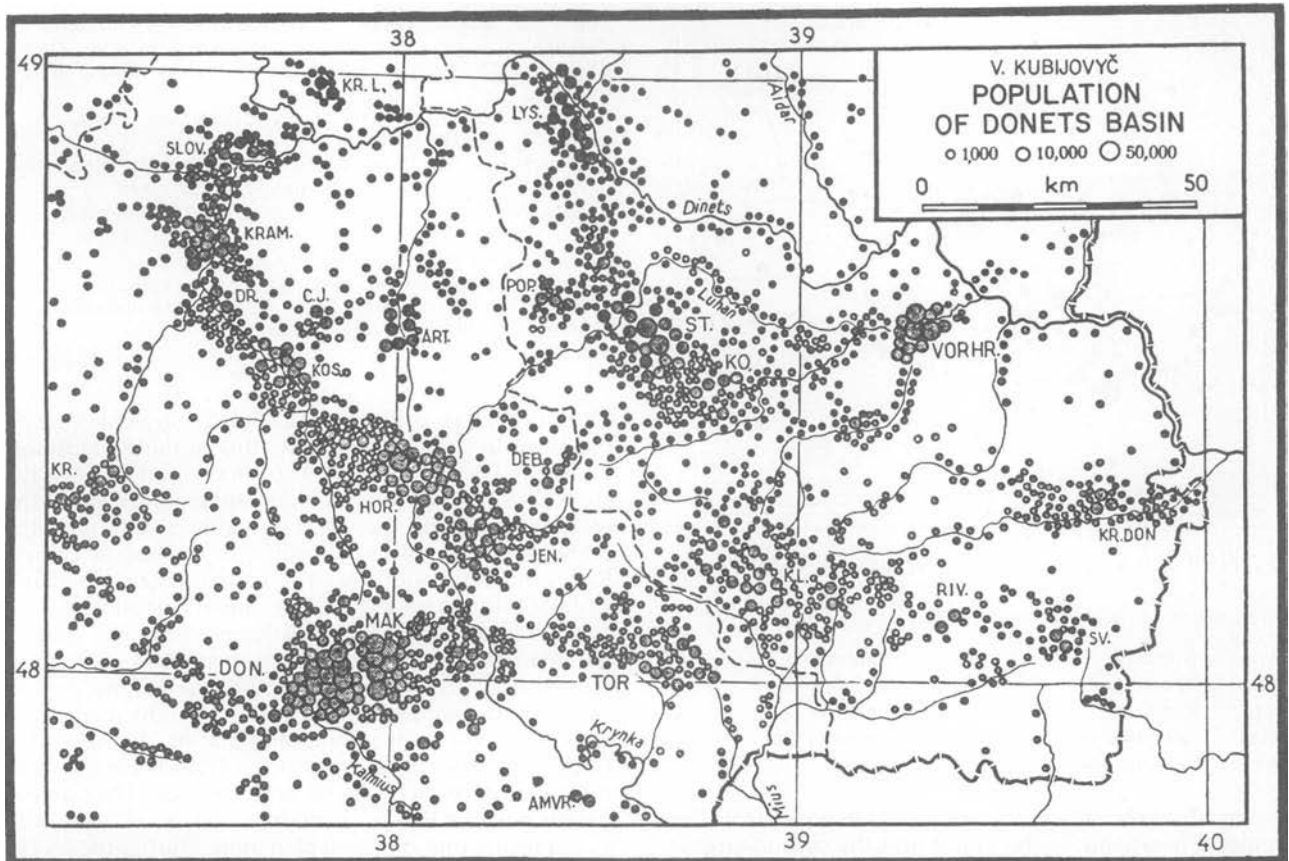 38
39
49
V. KUBIJOVYČ
POPULATION
OF DONETS BASIN
1,000 10,000 50,000
0 km 50
KR. L.
LYS.
Aidar
SLOV.
Dinets
KRAM.
DR.
C.J.
POP.
Luhan
ART.
ST.
VORHR.
KOS.
KO.
KR.
DEB.
HOR.
JEN.
KR.DON
KL.
RIV.
MAK.
SV.
48
DON.
TOR
48
Krynka
Kalmius
AMVR.
Mius
38
39
40